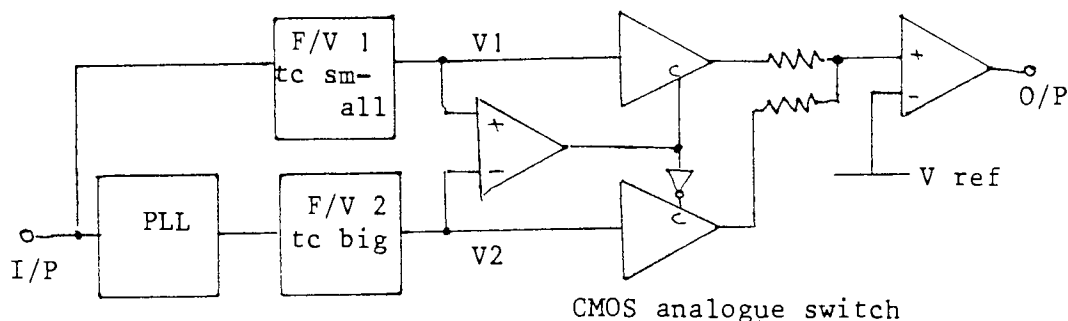 F/V 1
tc sm-
all
V1
C
+
-
O/P
+
-
V ref
I/P
PLL
F/V 2
tc big
V2
C
CMOS analogue switch